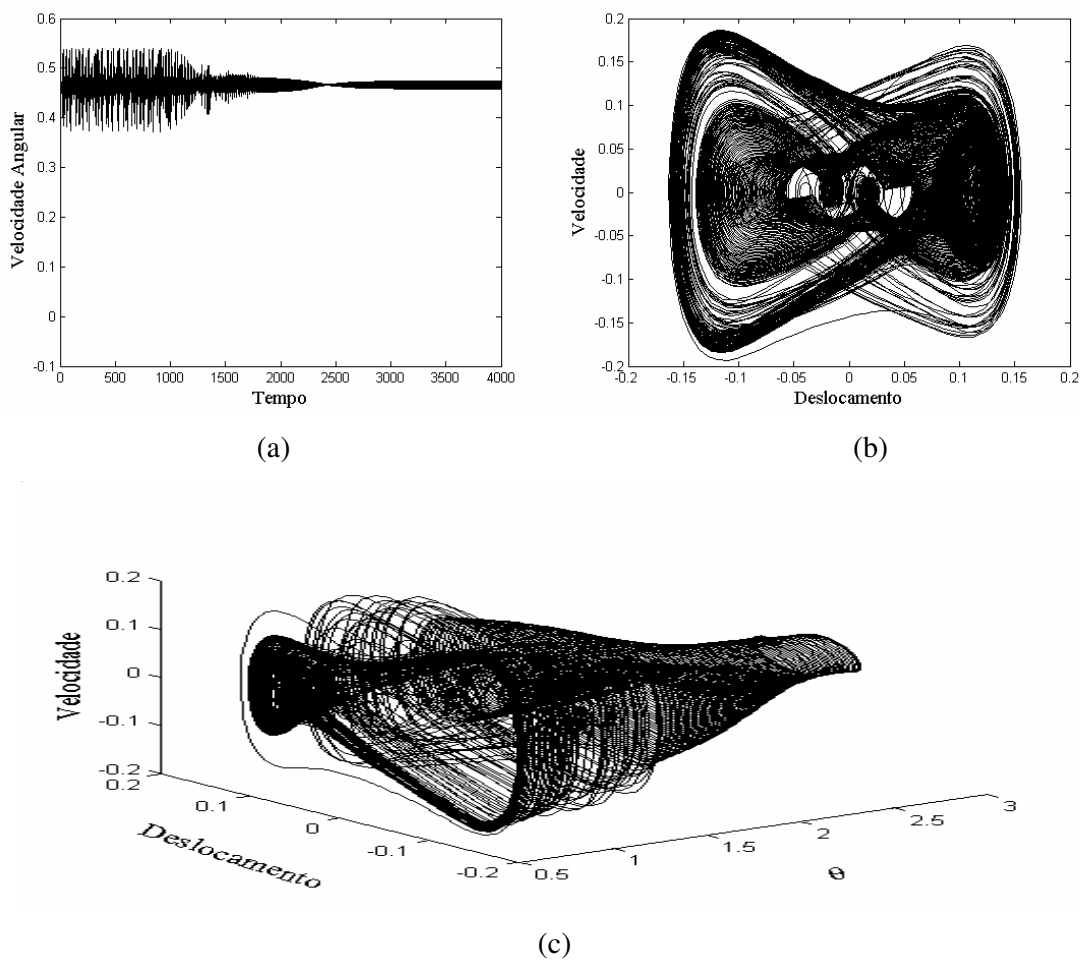 0.6
0.5
0.4
0.3
0.2
0.1
0
-0.1
Velocidade Angular
0 500 1000 1500 2000 2500 3000 3500 4000
Tempo
(a)
0.2
0.15
0.1
0.05
0
-0.05
-0.1
-0.15
-0.2
Velocidade
-0.2 -0.15 -0.1 -0.05 0 0.05 0.1 0.15 0.2
Deslocamento
(b)
0.2
0.1
0
-0.1
-0.2
Velocidade
0.2
0.1
0
-0.1
-0.2
Deslocamento
0.5
1
1.5
2
2.5
3
θ
(c)